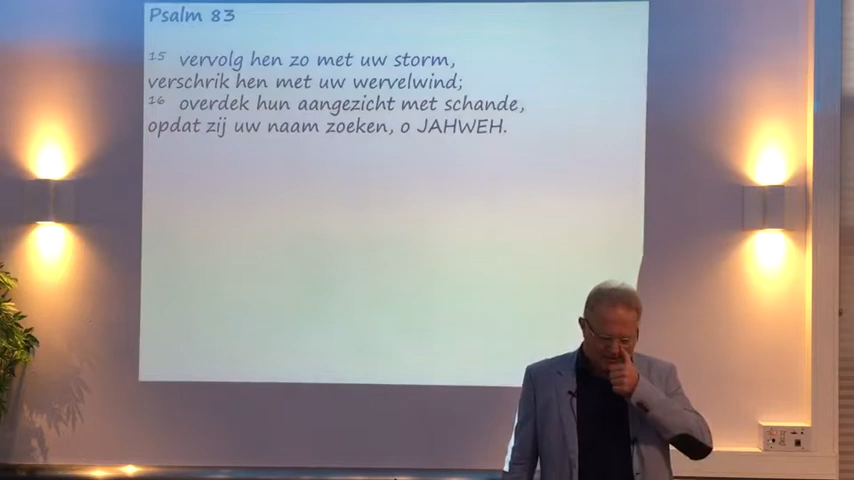 Psalm 83
15 vervolg hen zo met uw storm,
verschrik hen met uw wervelwind;
16 overdek hun aangezicht met schande,
opdat zij uw naam zoeken, o JAHWEH.